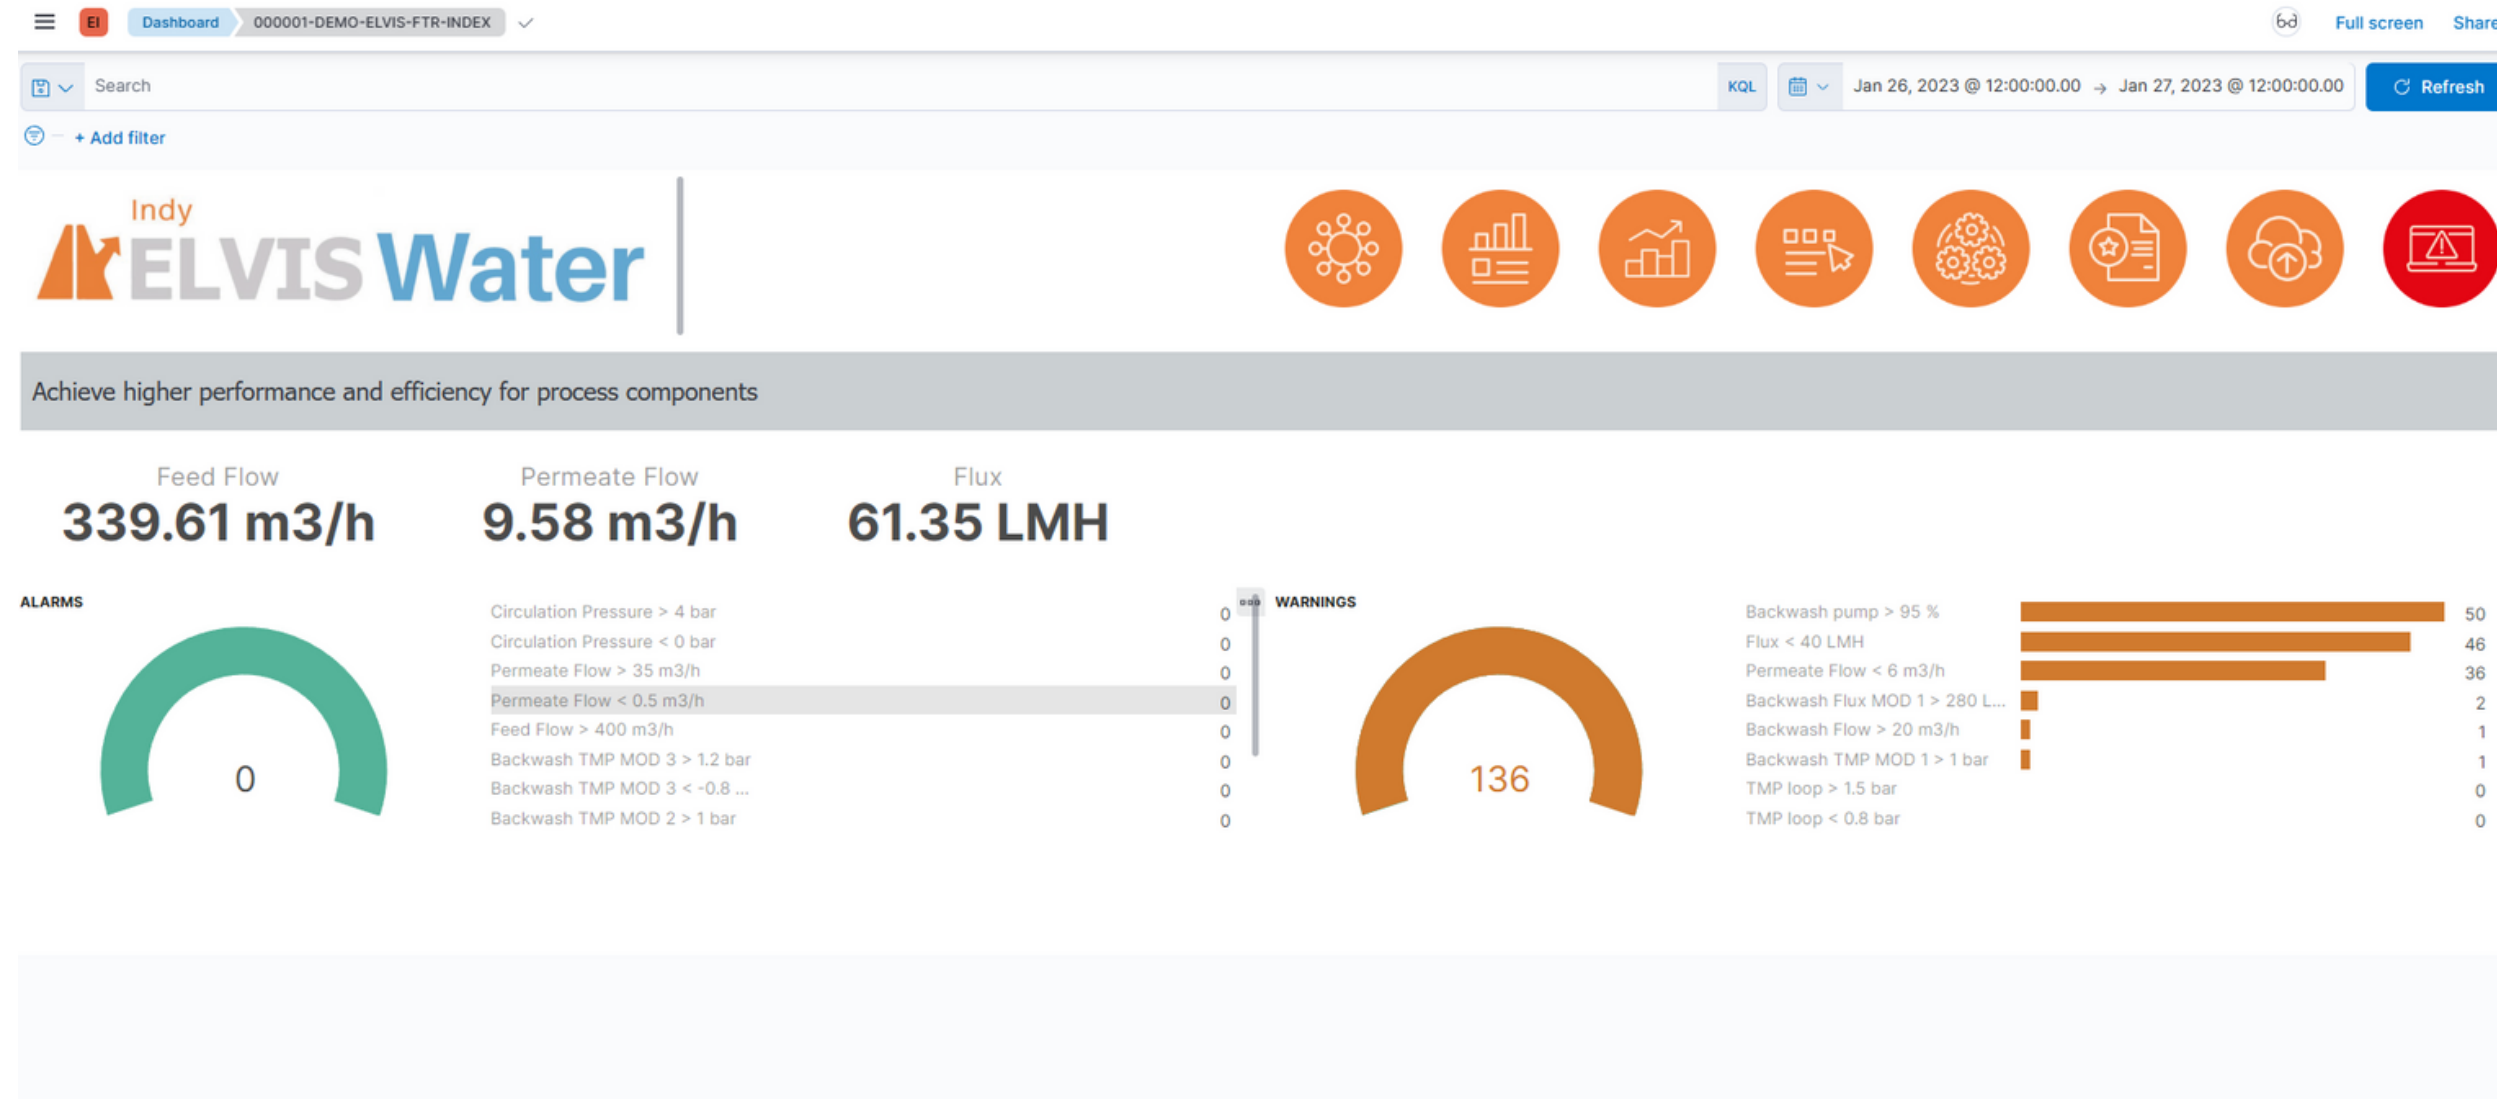 EI Dashboard 000001-DEMO-ELVIS-FTR-INDEX Full screen Share
Search KQL Jan 26, 2023 @ 12:00:00.00 → Jan 27, 2023 @ 12:00:00.00 Refresh
+ Add filter
Indy
ELVIS Water
Achieve higher performance and efficiency for process components
Feed Flow Permeate Flow Flux
339.61 m3/h 9.58 m3/h 61.35 LMH
ALARMS
0
Circulation Pressure > 4 bar 0
Circulation Pressure < 0 bar 0
Permeate Flow > 35 m3/h 0
Permeate Flow < 0.5 m3/h 0
Feed Flow > 400 m3/h 0
Backwash TMP MOD 3 > 1.2 bar 0
Backwash TMP MOD 3 < -0.8 ... 0
Backwash TMP MOD 2 > 1 bar 0
WARNINGS
136
Backwash pump > 95 % 50
Flux < 40 LMH 46
Permeate Flow < 6 m3/h 36
Backwash Flux MOD 1 > 280 L... 2
Backwash Flow > 20 m3/h 1
Backwash TMP MOD 1 > 1 bar 1
TMP loop > 1.5 bar 0
TMP loop < 0.8 bar 0